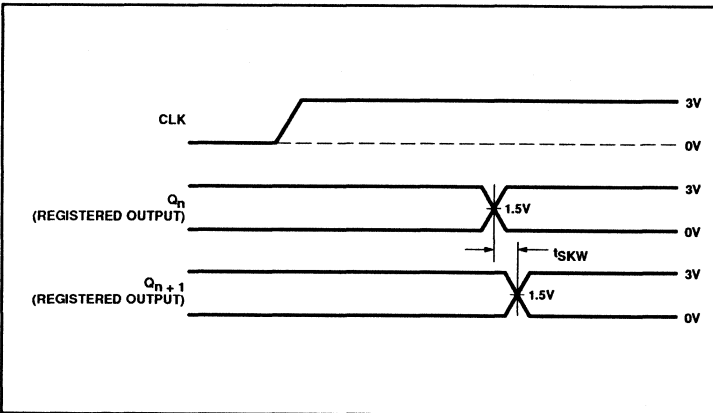 CLK
3V
0V
Qn
(REGISTERED OUTPUT)
3V
1.5V
0V
tSKW
Qn + 1
(REGISTERED OUTPUT)
3V
1.5V
0V